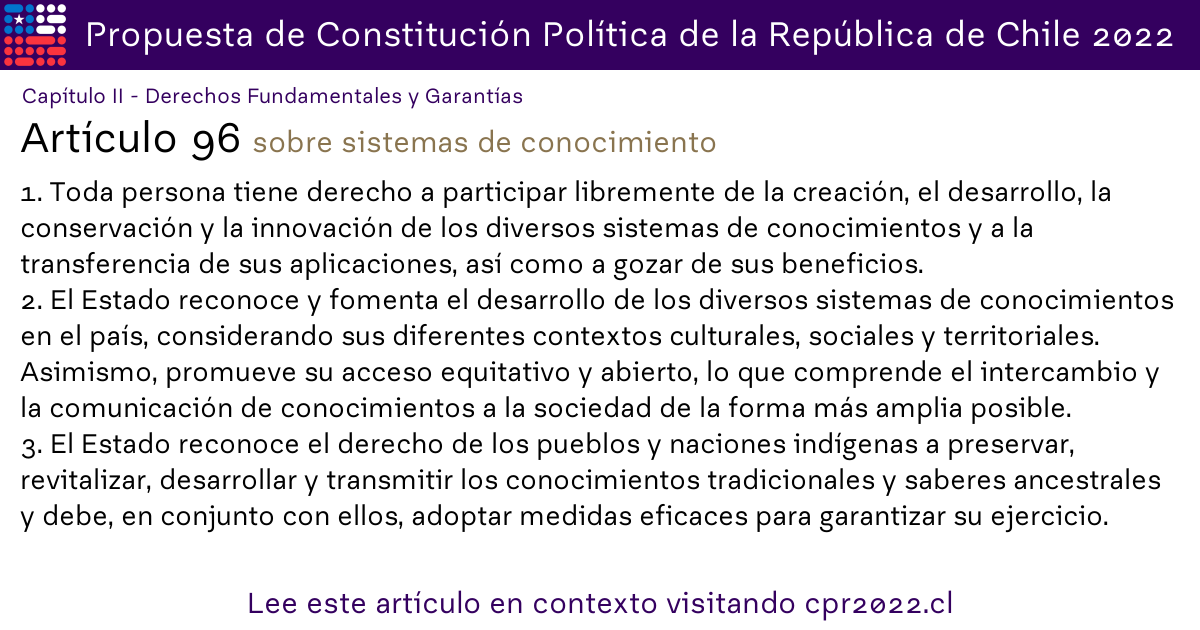 Propuesta de Constitución Política de la República de Chile 2022
Capítulo II - Derechos Fundamentales y Garantías
Artículo 96 sobre sistemas de conocimiento
1. Toda persona tiene derecho a participar libremente de la creación, el desarrollo, la
conservación y la innovación de los diversos sistemas de conocimientos y a la
transferencia de sus aplicaciones, así como a gozar de sus beneficios.
2. El Estado reconoce y fomenta el desarrollo de los diversos sistemas de conocimientos
en el país, considerando sus diferentes contextos culturales, sociales y territoriales.
Asimismo, promueve su acceso equitativo y abierto, lo que comprende el intercambio y
la comunicación de conocimientos a la sociedad de la forma más amplia posible.
3. El Estado reconoce el derecho de los pueblos y naciones indígenas a preservar,
revitalizar, desarrollar y transmitir los conocimientos tradicionales y saberes ancestrales
y debe, en conjunto con ellos, adoptar medidas eficaces para garantizar su ejercicio.
Lee este artículo en contexto visitando cpr2022.cl